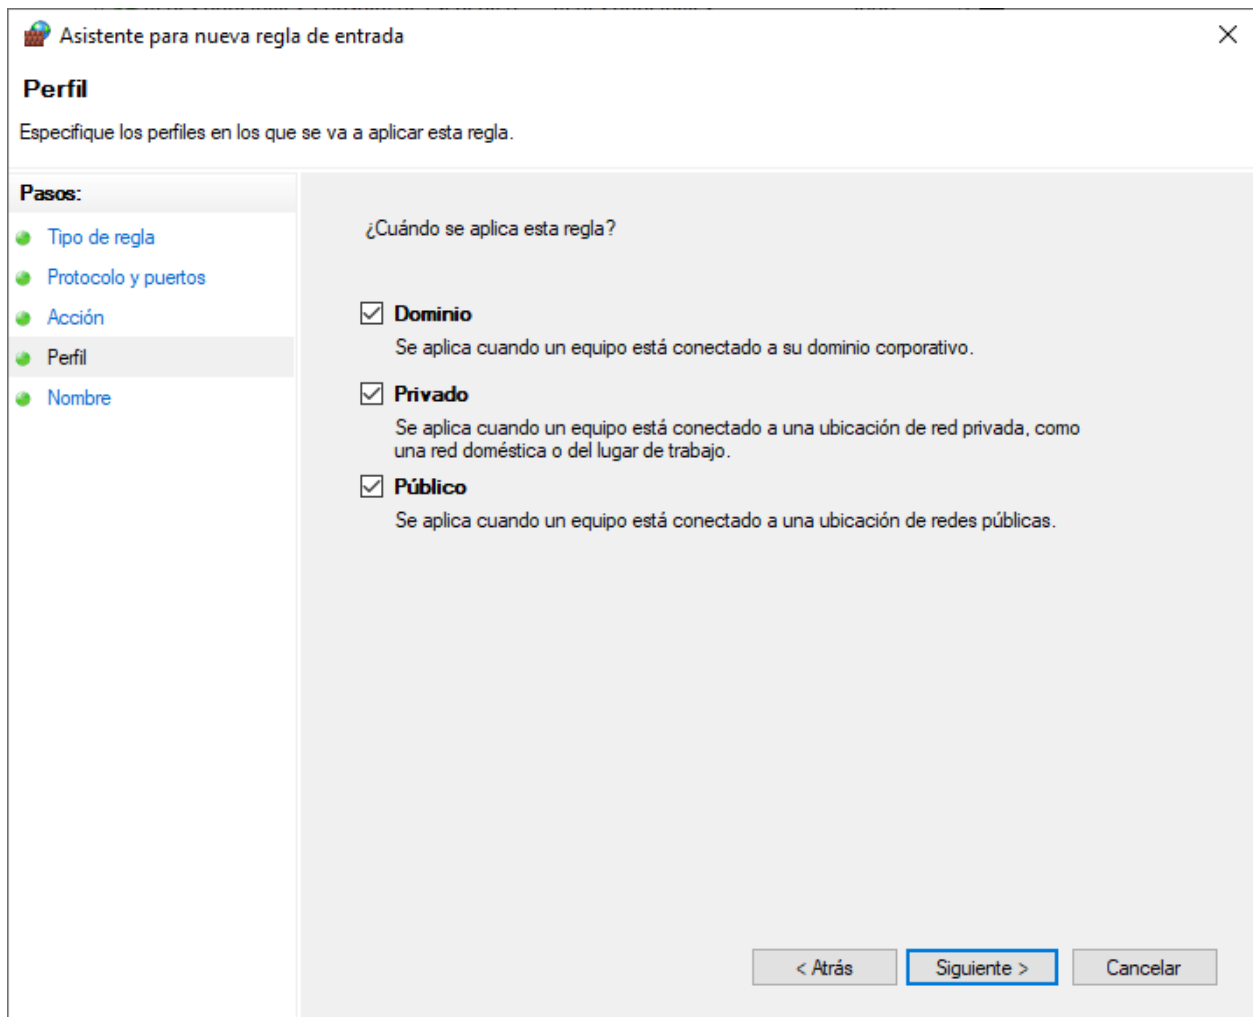 Asistente para nueva regla de entrada
Perfil
Especifique los perfiles en los que se va a aplicar esta regla.
Pasos:
Tipo de regla
Protocolo y puertos
Acción
Perfil
Nombre
¿Cuándo se aplica esta regla?
Dominio
Se aplica cuando un equipo está conectado a su dominio corporativo.
Privado
Se aplica cuando un equipo está conectado a una ubicación de red privada, como
una red doméstica o del lugar de trabajo.
Público
Se aplica cuando un equipo está conectado a una ubicación de redes públicas.
< Atrás
Siguiente >
Cancelar